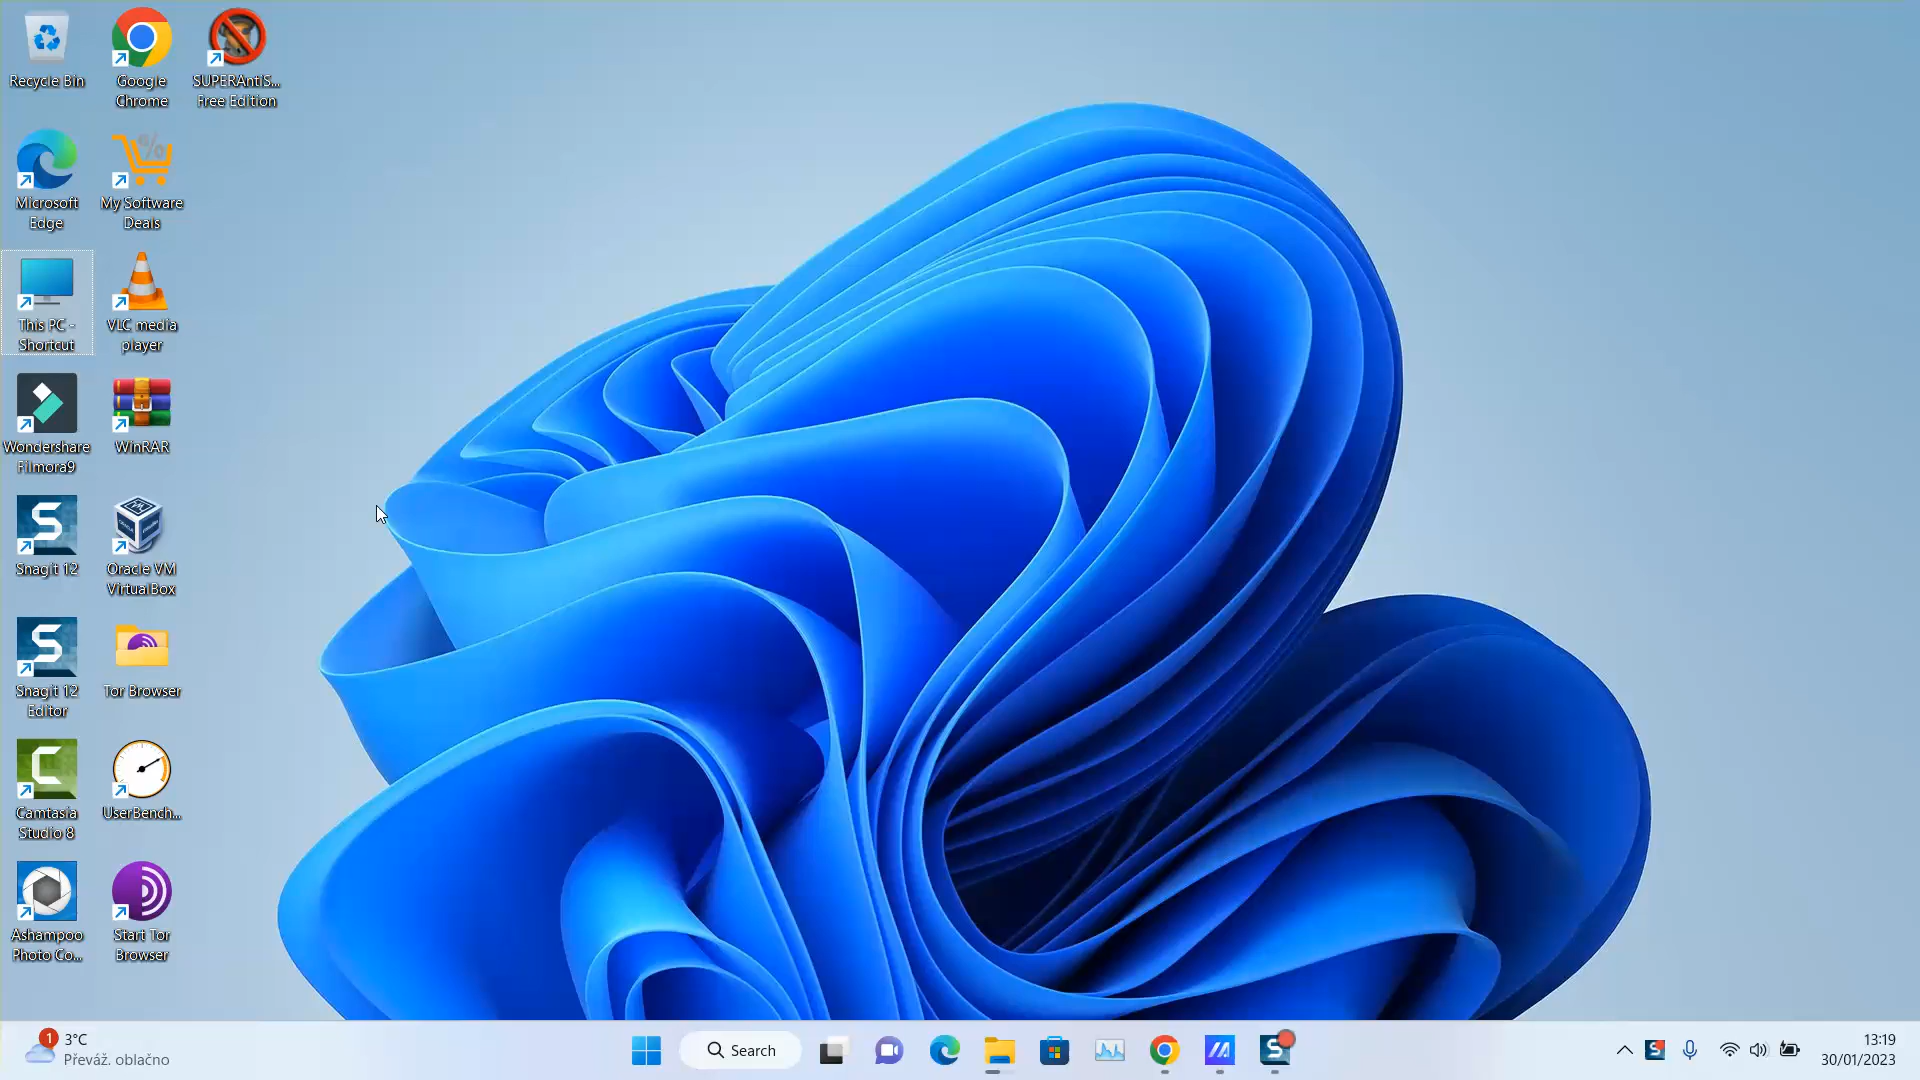 Recycle Bin
Google
Chrome
SUPERAntiS...
Free Edition
Microsoft
Edge
My Software
Deals
This PC -
Shortcut
VLC media
player
Wondershare
Filmora9
WinRAR
Snagit 12
Oracle VM
VirtualBox
Snagit 12
Editor
Tor Browser
Camtasia
Studio 8
UserBench...
Ashampoo
Photo Co...
Start Tor
Browser
1
3°C
Převáž. oblačno
Search
13:19
30/01/2023